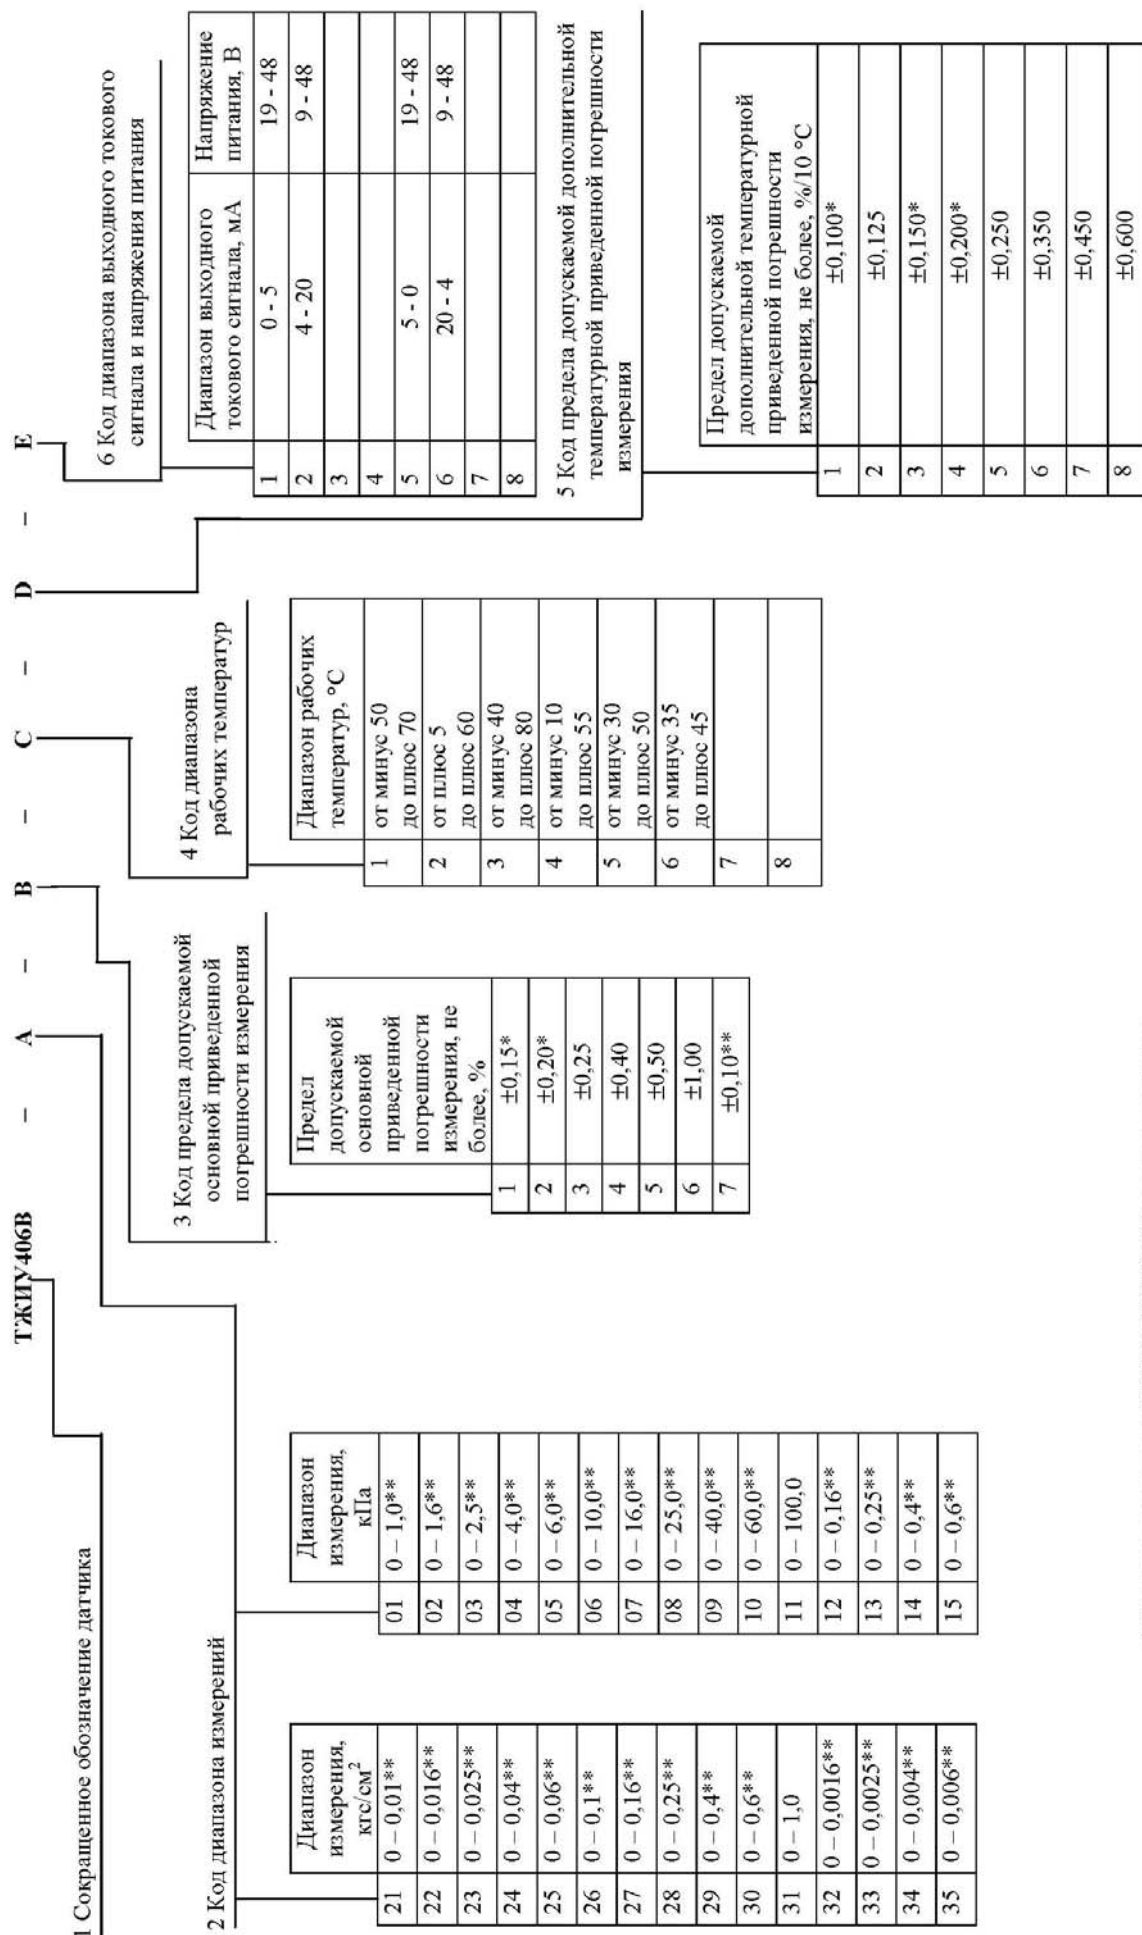 ТЖИУ406В – A – B – C – D – E
1 Сокращенное обозначение датчика
2 Код диапазона измерений
Диапазон
измерения,
кгс/см²
21 0 – 0,01**
22 0 – 0,016**
23 0 – 0,025**
24 0 – 0,04**
25 0 – 0,06**
26 0 – 0,1**
27 0 – 0,16**
28 0 – 0,25**
29 0 – 0,4**
30 0 – 0,6**
31 0 – 1,0
32 0 – 0,0016**
33 0 – 0,0025**
34 0 – 0,004**
35 0 – 0,006**
Диапазон
измерения,
кПа
01 0 – 1,0**
02 0 – 1,6**
03 0 – 2,5**
04 0 – 4,0**
05 0 – 6,0**
06 0 – 10,0**
07 0 – 16,0**
08 0 – 25,0**
09 0 – 40,0**
10 0 – 60,0**
11 0 – 100,0
12 0 – 0,16**
13 0 – 0,25**
14 0 – 0,4**
15 0 – 0,6**
3 Код предела допускаемой
основной приведенной
погрешности измерения
Предел
допускаемой
основной
приведенной
погрешности
измерения, не
более, %
1 ±0,15*
2 ±0,20*
3 ±0,25
4 ±0,40
5 ±0,50
6 ±1,00
7 ±0,10**
4 Код диапазона
рабочих температур
Диапазон рабочих
температур, °С
1 от минус 50
до плюс 70
2 от плюс 5
до плюс 60
3 от минус 40
до плюс 80
4 от минус 10
до плюс 55
5 от минус 30
до плюс 50
6 от минус 35
до плюс 45
7
8
6 Код диапазона выходного токового
сигнала и напряжения питания
Диапазон выходного Напряжение
токового сигнала, мА питания, В
1 0 - 5 19 - 48
2 4 - 20 9 - 48
3
4
5 5 - 0 19 - 48
6 20 - 4 9 - 48
7
8
5 Код предела допускаемой дополнительной
температурной приведенной погрешности
измерения
Предел допускаемой
дополнительной температурной
приведенной погрешности
измерения, не более, %/10 °С
1 ±0,100*
2 ±0,125
3 ±0,150*
4 ±0,200*
5 ±0,250
6 ±0,350
7 ±0,450
8 ±0,600